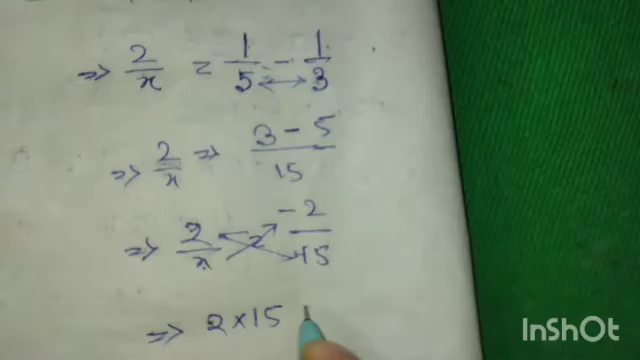 ⇒ 2/x = 1/5 - 1/3
⇒ 2/x ⇒ 3 - 5/15
⇒ 2/x = -2/15
⇒ 2×15
InShOt